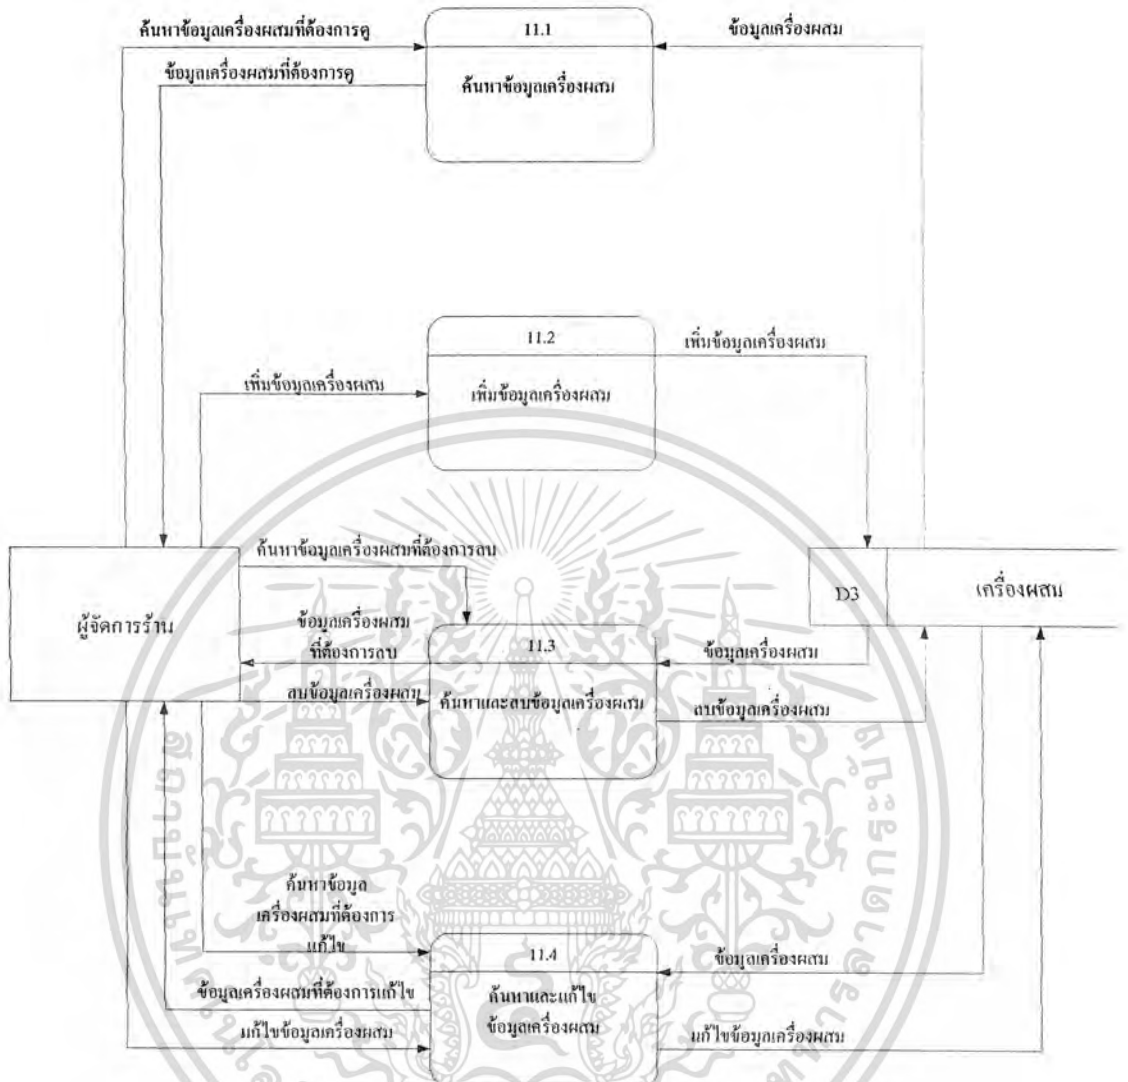 ค้นหาข้อมูลเครื่องผสมที่ต้องการดู
11.1
ข้อมูลเครื่องผสม
ข้อมูลเครื่องผสมที่ต้องการดู
ค้นหาข้อมูลเครื่องผสม
11.2
เพิ่มข้อมูลเครื่องผสม
เพิ่มข้อมูลเครื่องผสม
เพิ่มข้อมูลเครื่องผสม
ค้นหาข้อมูลเครื่องผสมที่ต้องการลบ
ผู้จัดการร้าน
D3
เครื่องผสม
ข้อมูลเครื่องผสม
ที่ต้องการลบ
11.3
ข้อมูลเครื่องผสม
ลบข้อมูลเครื่องผสม
ค้นหาและลบข้อมูลเครื่องผสม
ลบข้อมูลเครื่องผสม
ค้นหาข้อมูล
เครื่องผสมที่ต้องการ
แก้ไข
11.4
ข้อมูลเครื่องผสม
ข้อมูลเครื่องผสมที่ต้องการแก้ไข
ค้นหาและแก้ไข
ข้อมูลเครื่องผสม
แก้ไขข้อมูลเครื่องผสม
แก้ไขข้อมูลเครื่องผสม